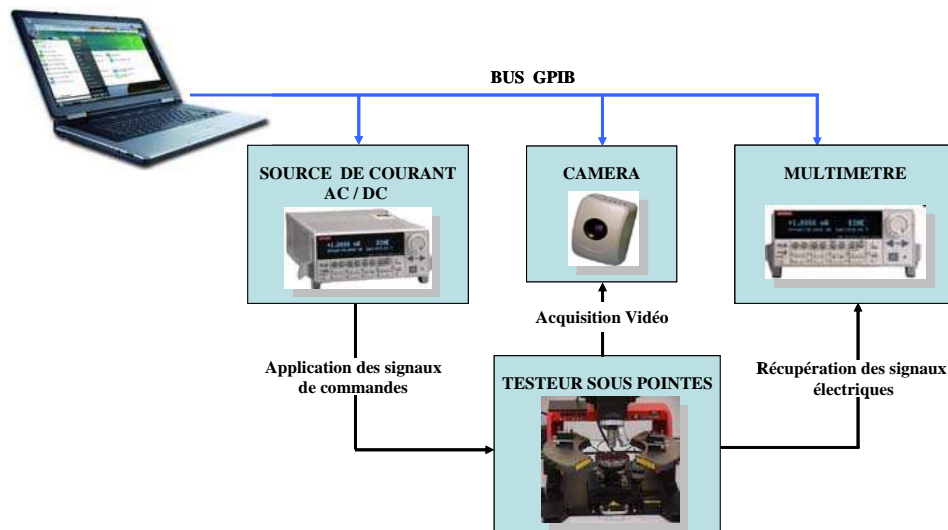 BUS GPIB
SOURCE DE COURANT
AC / DC
CAMERA
MULTIMETRE
Acquisition Vidéo
Application des signaux
de commandes
TESTEUR SOUS POINTES
Récupération des signaux
électriques